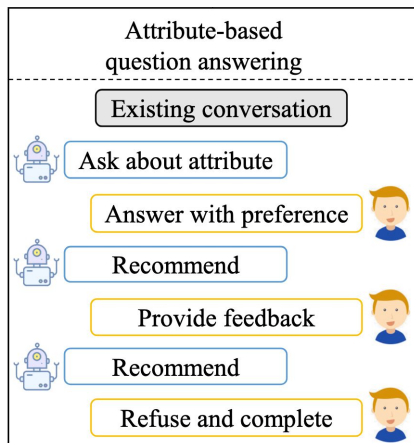 Attribute-based
question answering
Existing conversation
Ask about attribute
Answer with preference
Recommend
Provide feedback
Recommend
Refuse and complete